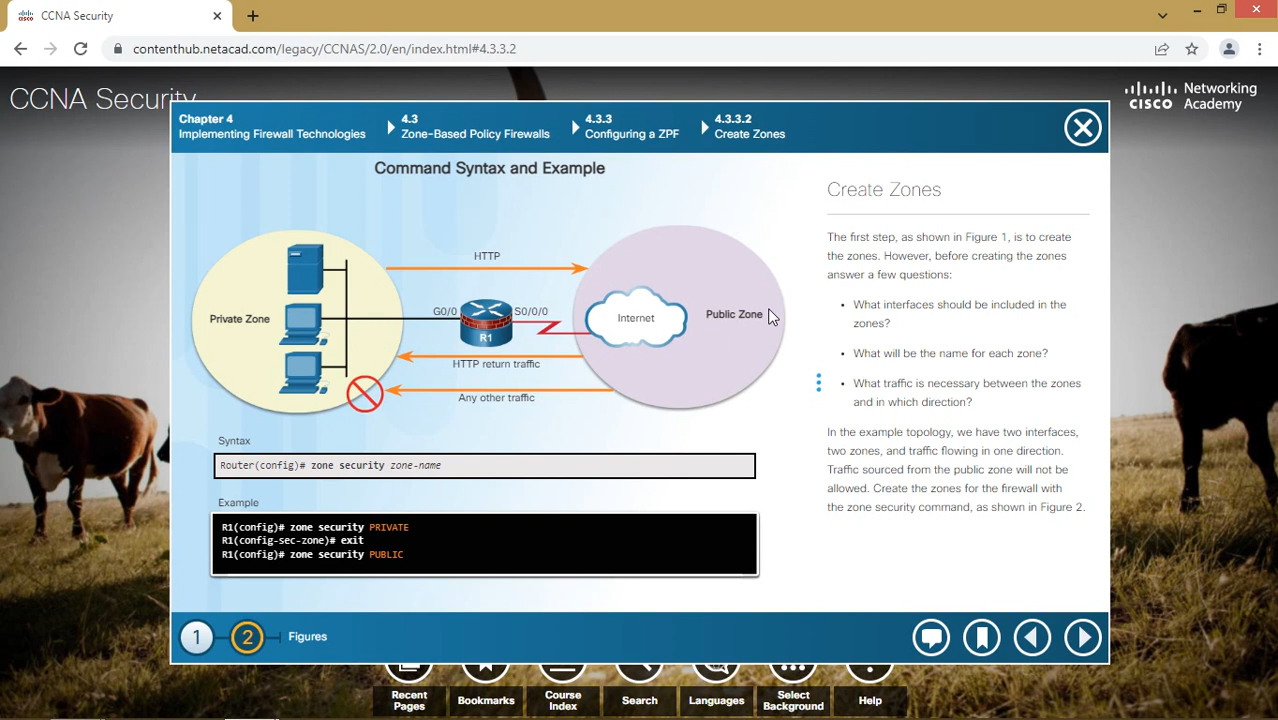 CCNA Security
contenthub.netacad.com/legacy/CCNAS/2.0/en/index.html#4.3.3.2
CCNA Security
Networking
CISCO Academy
Chapter 4
Implementing Firewall Technologies
4.3
Zone-Based Policy Firewalls
4.3.3
Configuring a ZPF
4.3.3.2
Create Zones
Command Syntax and Example
HTTP
Private Zone
G0/0
S0/0/0
R1
Internet
Public Zone
HTTP return traffic
Any other traffic
Syntax
Router(config)# zone security zone-name
Example
R1(config)# zone security PRIVATE
R1(config-sec-zone)# exit
R1(config)# zone security PUBLIC
Create Zones
The first step, as shown in Figure 1, is to create
the zones. However, before creating the zones
answer a few questions:
• What interfaces should be included in the
zones?
• What will be the name for each zone?
• What traffic is necessary between the zones
and in which direction?
In the example topology, we have two interfaces,
two zones, and traffic flowing in one direction.
Traffic sourced from the public zone will not be
allowed. Create the zones for the firewall with
the zone security command, as shown in Figure 2.
1 2 Figures
Recent
Pages
Bookmarks
Course
Index
Search
Languages
Select
Background
Help